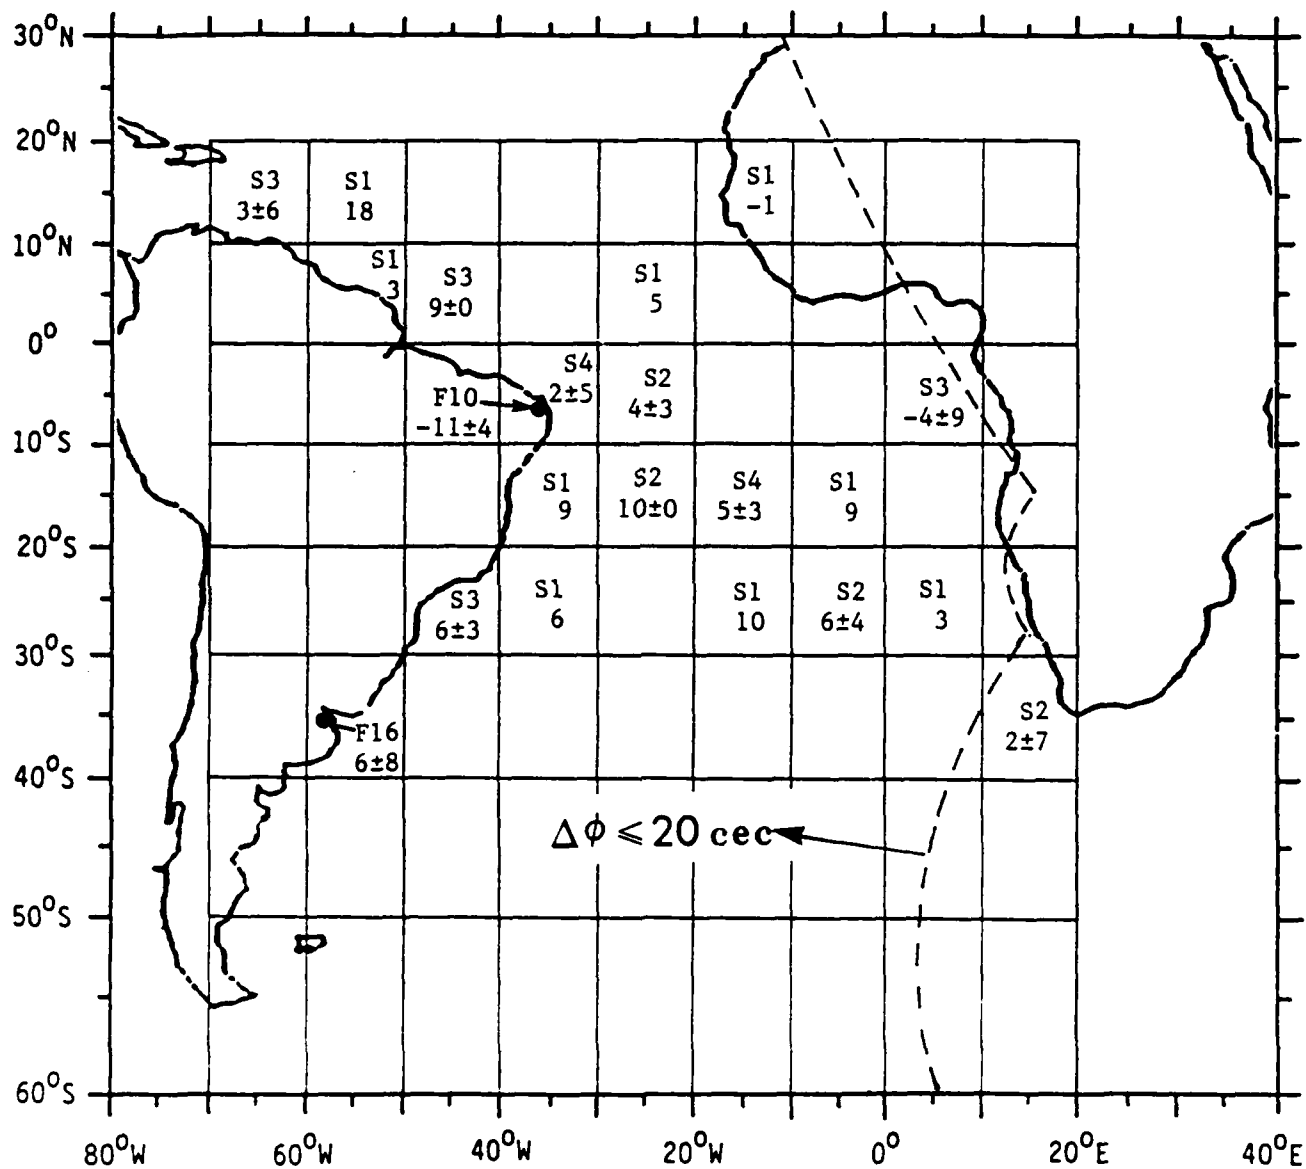 30°N
20°N
S3
S1
S1
3±6
18
-1
10°N
S1
S3
S1
3
9±0
5
0°
S4
S2
S3
F10
2±5
4±3
-4±9
-11±4
10°S
S1
S2
S4
S1
9
10±0
5±3
9
20°S
S3
S1
S1
S2
S1
6±3
6
10
6±4
3
30°S
S2
F16
2±7
6±8
40°S
Δϕ ⩽ 20 cec
50°S
60°S
80°W 60°W 40°W 20°W 0° 20°E 40°E